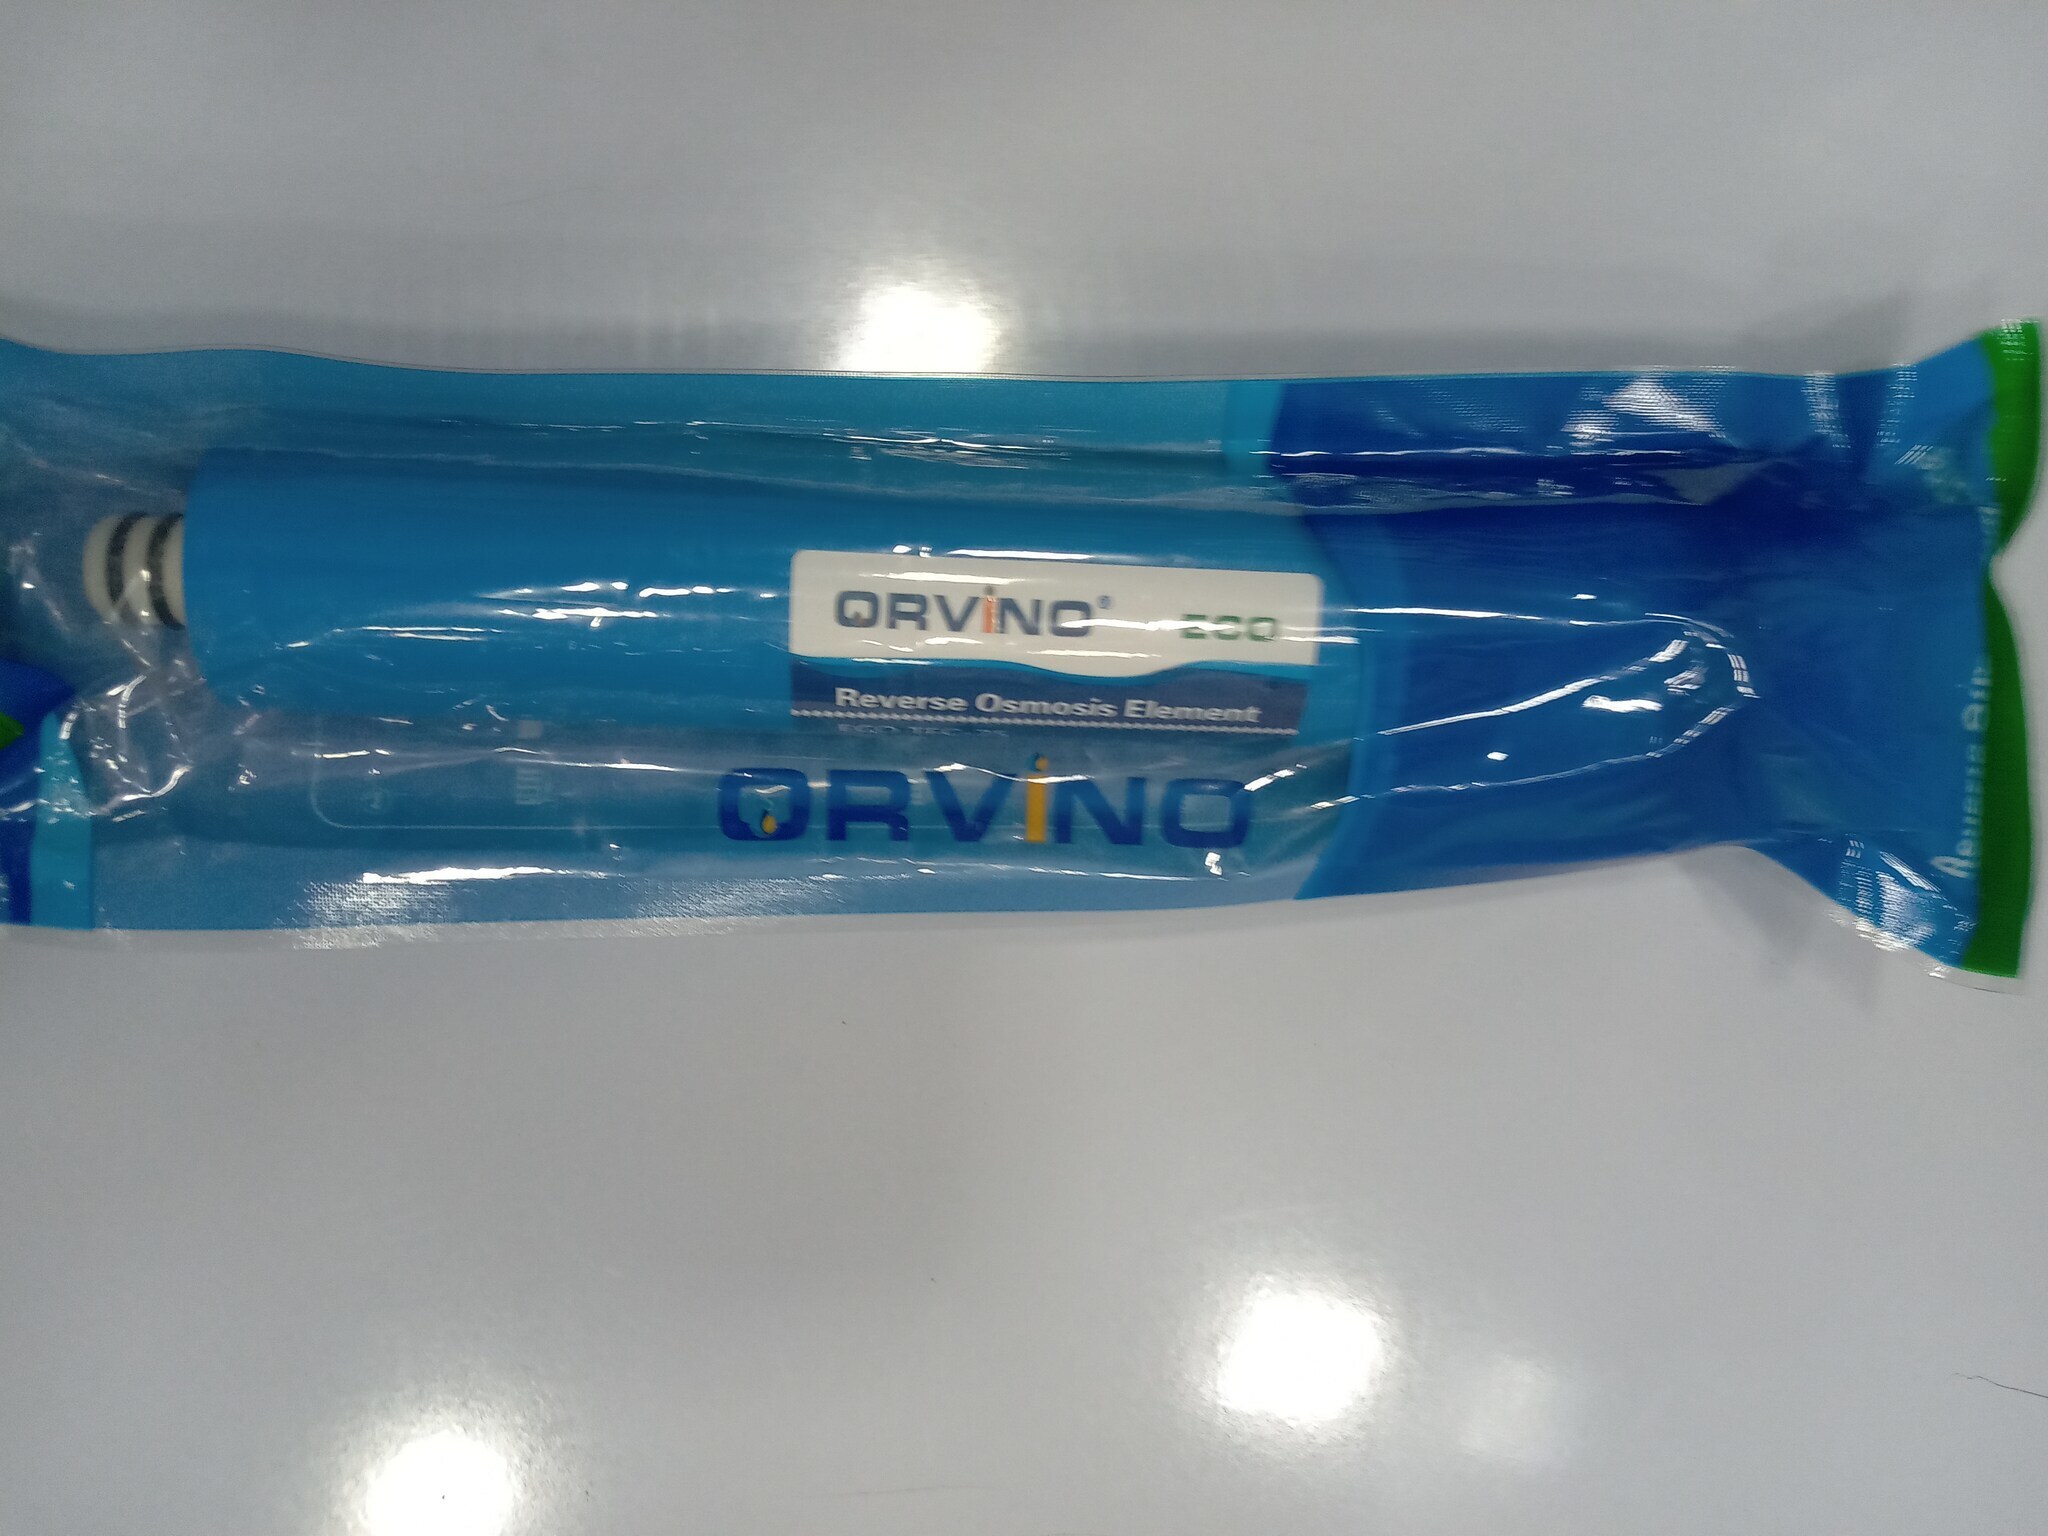 ORViNO® ECO
Reverse Osmosis Element
ORViNO